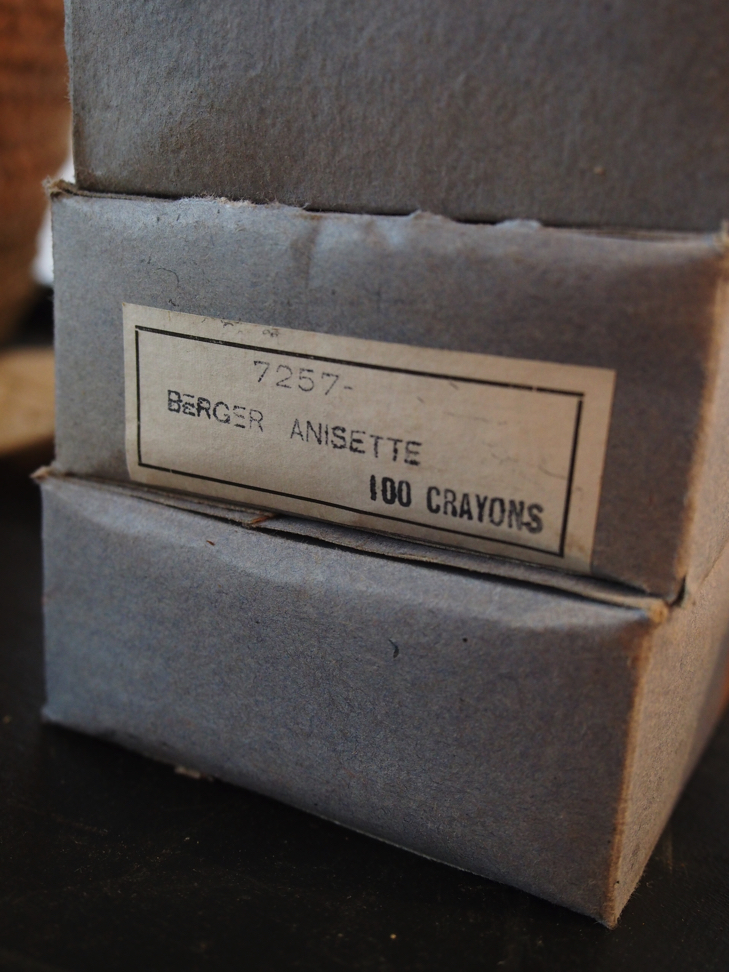 7257-
BERGER ANISETTE
100 CRAYONS